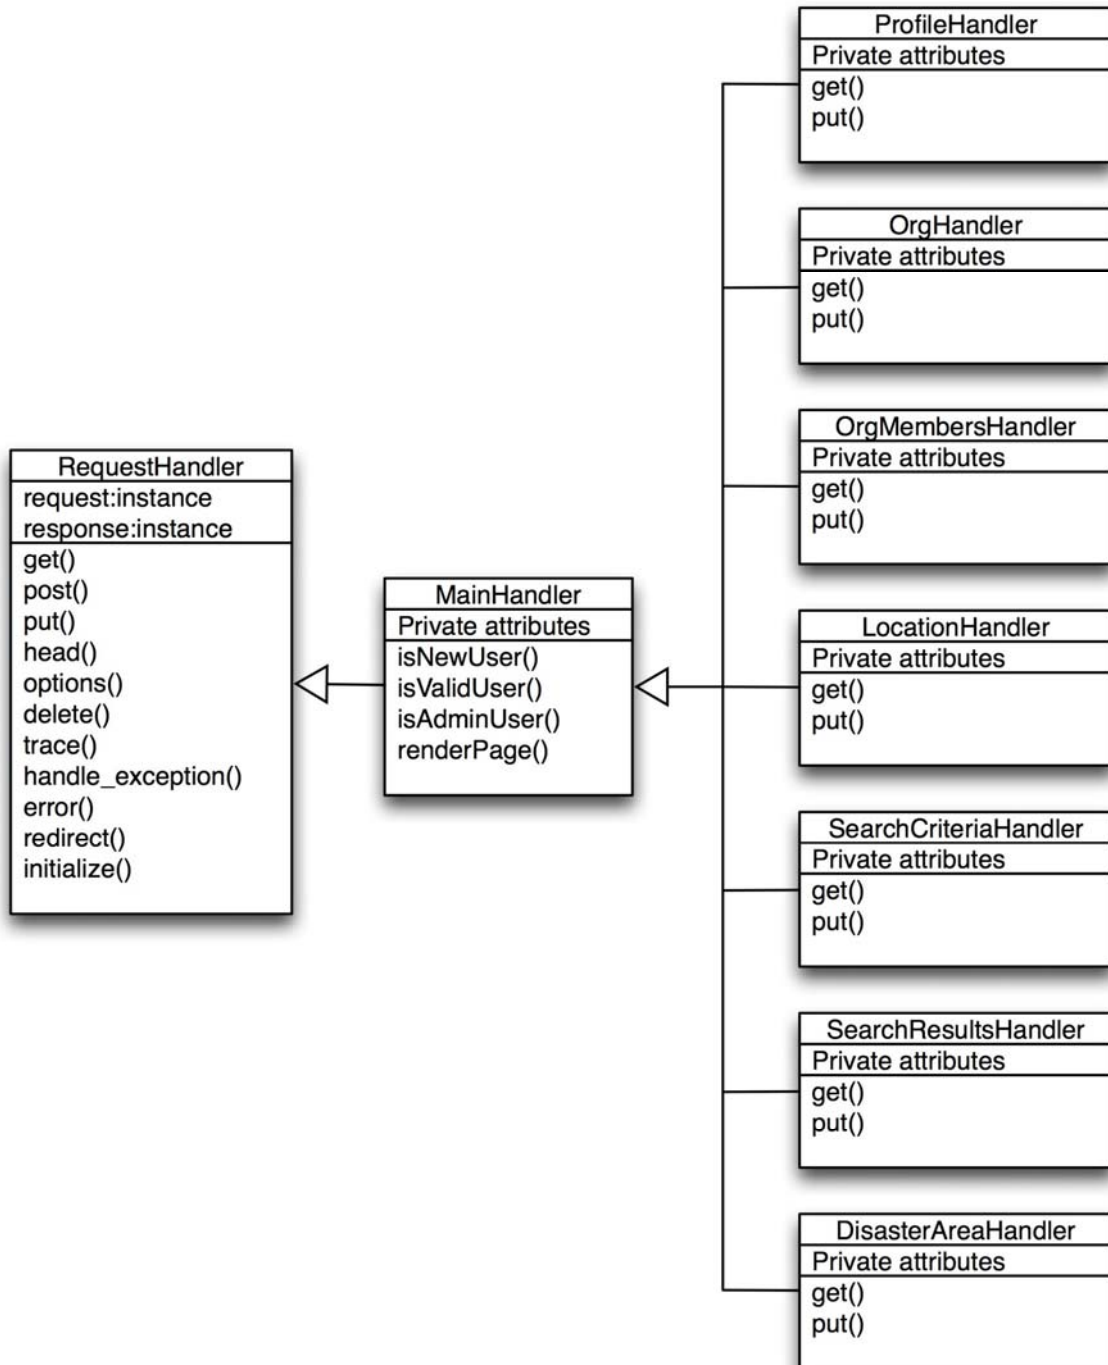 RequestHandler
request:instance
response:instance
get()
post()
put()
head()
options()
delete()
trace()
handle_exception()
error()
redirect()
initialize()
MainHandler
Private attributes
isNewUser()
isValidUser()
isAdminUser()
renderPage()
ProfileHandler
Private attributes
get()
put()
OrgHandler
Private attributes
get()
put()
OrgMembersHandler
Private attributes
get()
put()
LocationHandler
Private attributes
get()
put()
SearchCriteriaHandler
Private attributes
get()
put()
SearchResultsHandler
Private attributes
get()
put()
DisasterAreaHandler
Private attributes
get()
put()